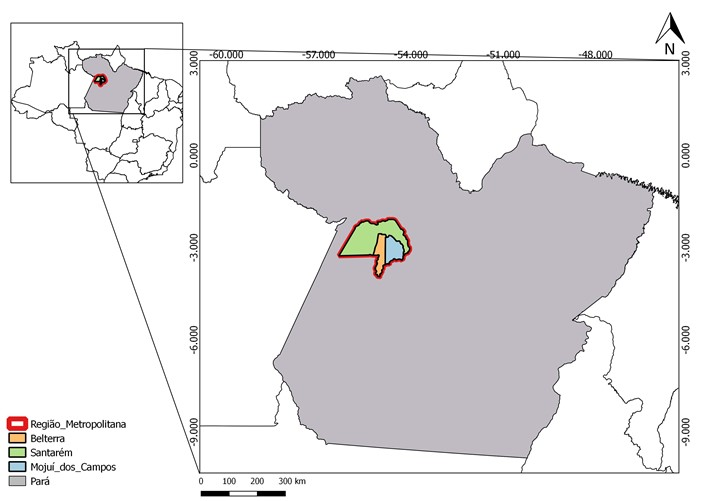 -60.000 -57.000 -54.000 -51.000 -48.000
N
3.000 3.000
0.000 0.000
-3.000 -3.000
-6.000 -6.000
-9.000 -9.000
Região_Metropolitana
Belterra
Santarém
Mojuí_dos_Campos
Pará
0 100 200 300 km